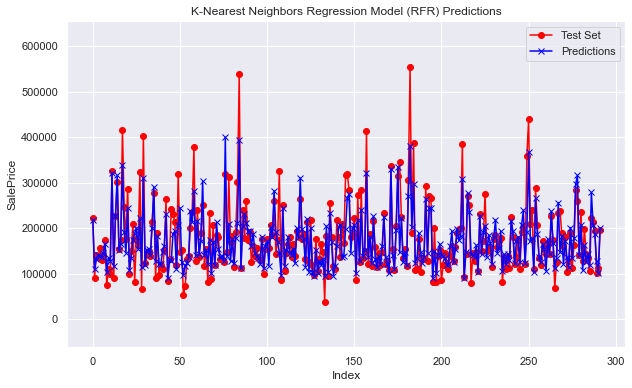 K-Nearest Neighbors Regression Model (RFR) Predictions
Test Set
Predictions
600000
500000
400000
300000
200000
100000
0
SalePrice
0 50 100 150 200 250 300
Index